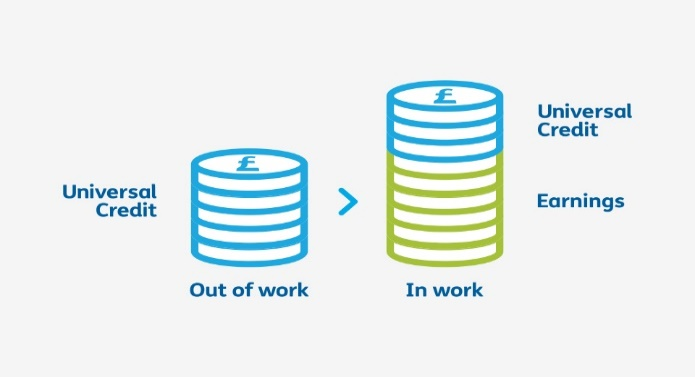 £
Universal
Credit
Out of work
£
Universal
Credit
Earnings
In work